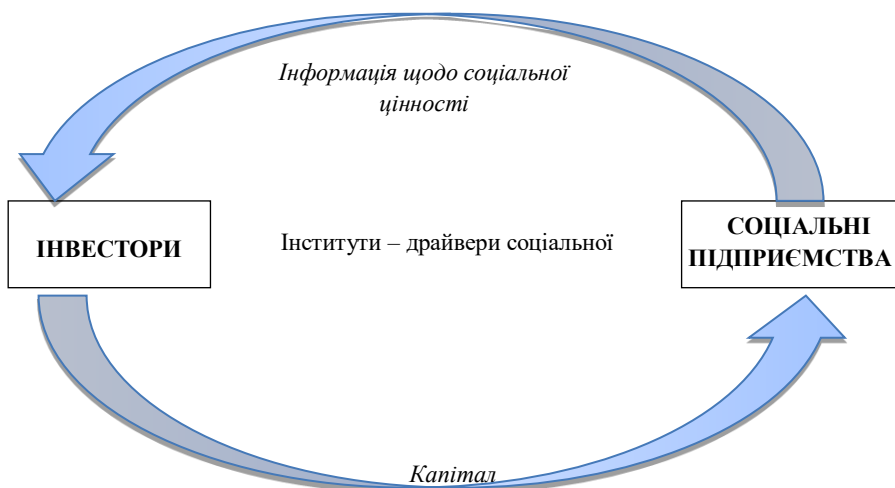 Інформація щодо соціальної
цінності
ІНВЕСТОРИ
Інститути – драйвери соціальної
СОЦІАЛЬНІ
ПІДПРИЄМСТВА
Капітал